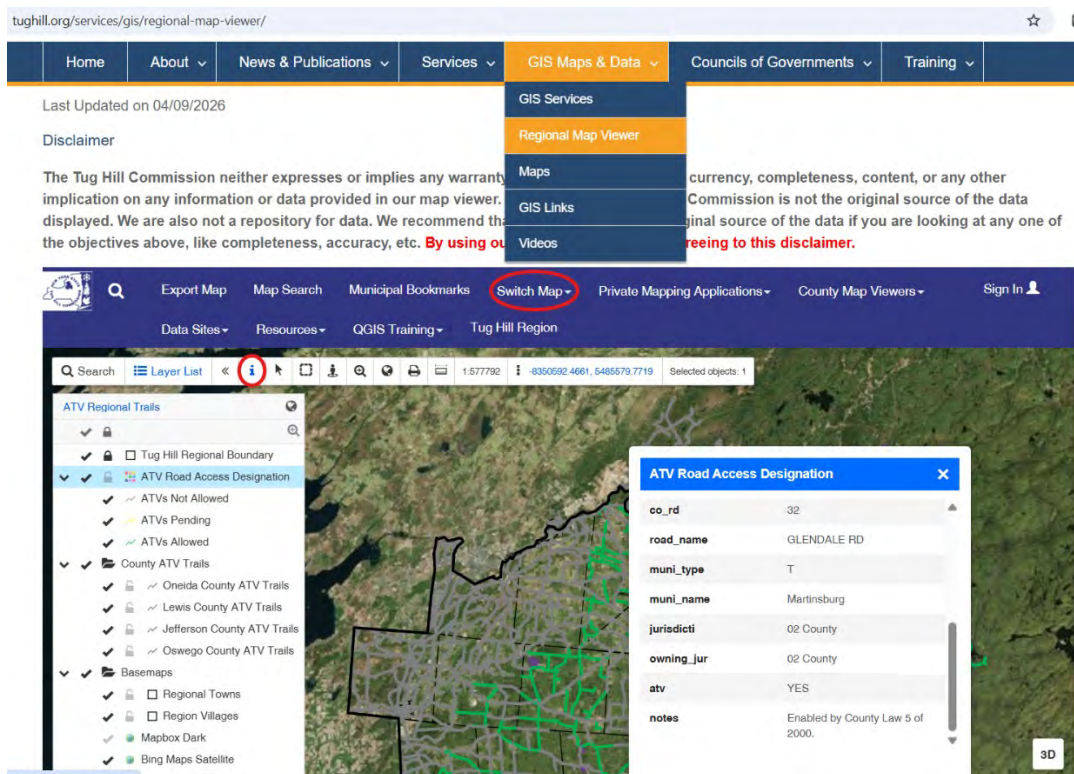 tughill.org/services/gis/regional-map-viewer/
Home About News & Publications Services GIS Maps & Data Councils of Governments Training
GIS Services
Regional Map Viewer
Maps
GIS Links
Videos
Last Updated on 04/09/2026
Disclaimer
The Tug Hill Commission neither expresses or implies any warranty currency, completeness, content, or any other
implication on any information or data provided in our map viewer. Commission is not the original source of the data
displayed. We are also not a repository for data. We recommend tha ginal source of the data if you are looking at any one of
the objectives above, like completeness, accuracy, etc. By using ou reeing to this disclaimer.
Export Map Map Search Municipal Bookmarks Switch Map Private Mapping Applications County Map Viewers Sign In
Data Sites Resources QGIS Training Tug Hill Region
Search Layer List 1:577792 -8350592.4661, 5485579.7719 Selected objects: 1
ATV Regional Trails
Tug Hill Regional Boundary
ATV Road Access Designation
ATVs Not Allowed
ATVs Pending
ATVs Allowed
County ATV Trails
Oneida County ATV Trails
Lewis County ATV Trails
Jefferson County ATV Trails
Oswego County ATV Trails
Basemaps
Regional Towns
Region Villages
Mapbox Dark
Bing Maps Satellite
ATV Road Access Designation
co_rd 32
road_name GLENDALE RD
muni_type T
muni_name Martinsburg
jurisdicti 02 County
owning_jur 02 County
atv YES
notes Enabled by County Law 5 of
2000.
3D